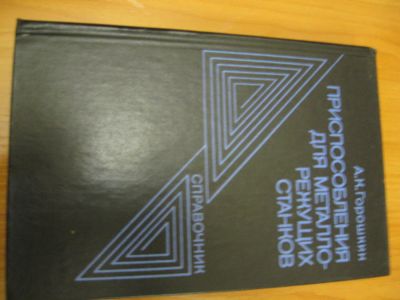 А.К.Горошкин
ПРИСПОСОБЛЕНИЯ
ДЛЯ МЕТАЛЛО-
РЕЖУЩИХ
СТАНКОВ
СПРАВОЧНИК